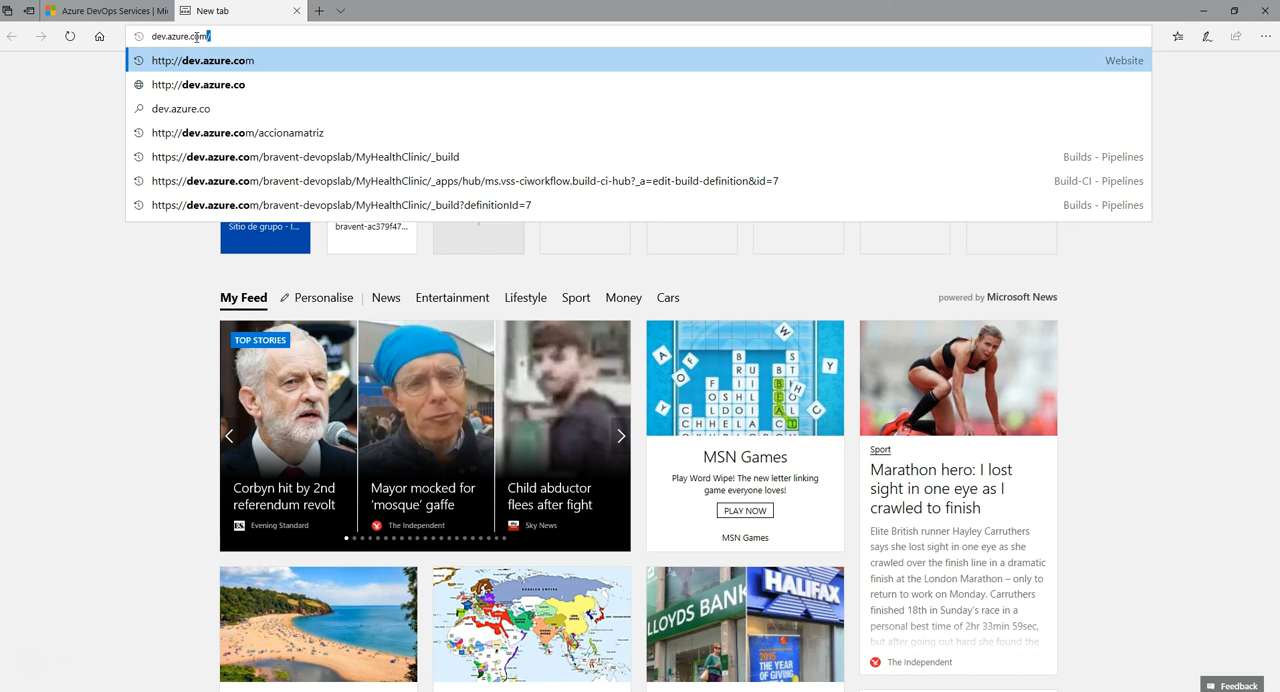 Azure DevOps Services | Mi
New tab
dev.azure.com/
http://dev.azure.com
Website
http://dev.azure.co
dev.azure.co
http://dev.azure.com/accionamatriz
https://dev.azure.com/bravent-devopslab/MyHealthClinic/_build
Builds - Pipelines
https://dev.azure.com/bravent-devopslab/MyHealthClinic/_apps/hub/ms.vss-ciworkflow.build-ci-hub?_a=edit-build-definition&id=7
Build-CI - Pipelines
https://dev.azure.com/bravent-devopslab/MyHealthClinic/_build?definitionId=7
Builds - Pipelines
Sitio de grupo - I...
bravent-ac379f47...
My Feed
Personalise
News
Entertainment
Lifestyle
Sport
Money
Cars
powered by Microsoft News
TOP STORIES
Corbyn hit by 2nd
referendum revolt
ES
Evening Standard
Mayor mocked for
'mosque' gaffe
The Independent
Child abductor
flees after fight
Sky News
MSN Games
Play Word Wipe! The new letter linking
game everyone loves!
PLAY NOW
MSN Games
Sport
Marathon hero: I lost
sight in one eye as I
crawled to finish
Elite British runner Hayley Carruthers
says she lost sight in one eye as she
crawled over the finish line in a dramatic
finish at the London Marathon – only to
return to work on Monday. Carruthers
finished 18th in Sunday's race in a
personal best time of 2hr 33min 59sec,
but after going out hard she found the
The Independent
RUSSIAN EMPIRE
LLOYDS BANK
HALIFAX
2015
THE YEAR OF
GIVING
Feedback